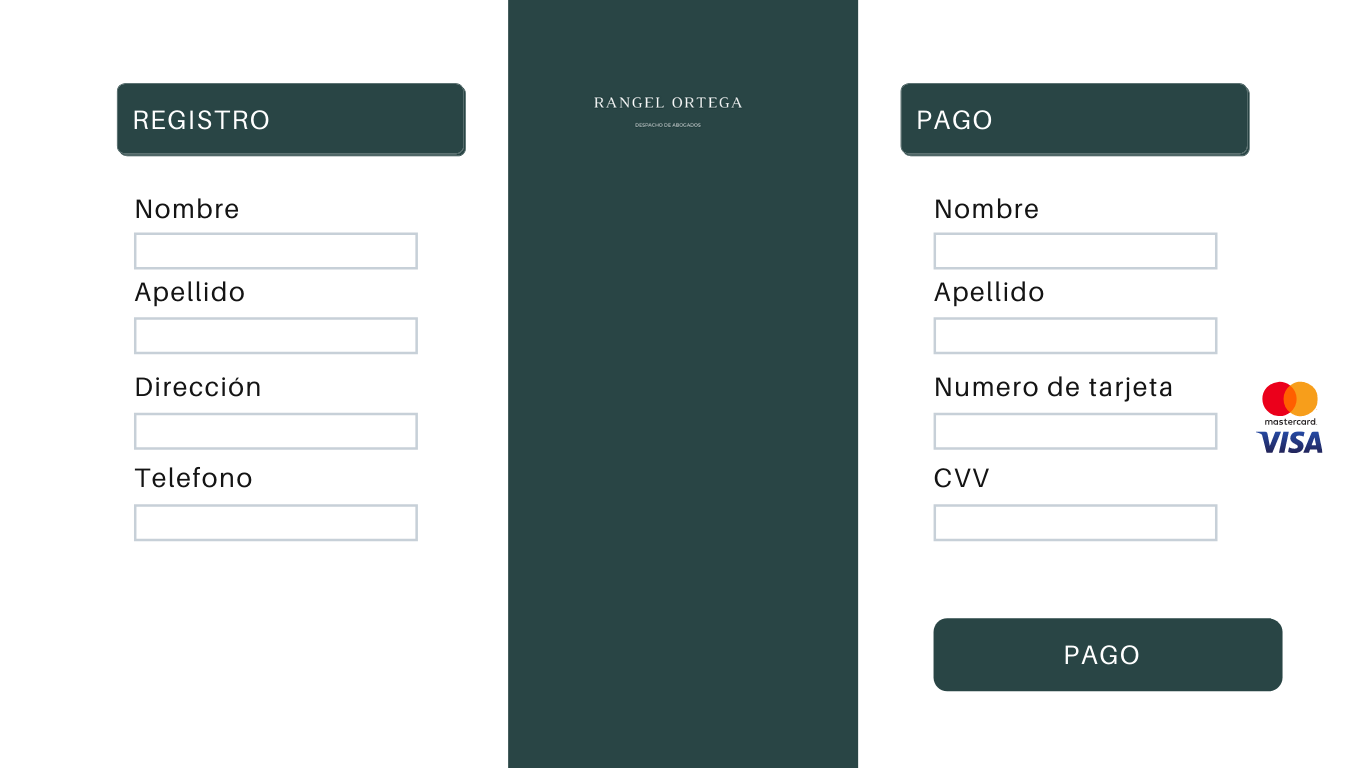 REGISTRO
Nombre
Apellido
Dirección
Telefono
RANGEL ORTEGA
DESPACHO DE ABOGADOS
PAGO
Nombre
Apellido
Numero de tarjeta
mastercard.
VISA
CVV
PAGO